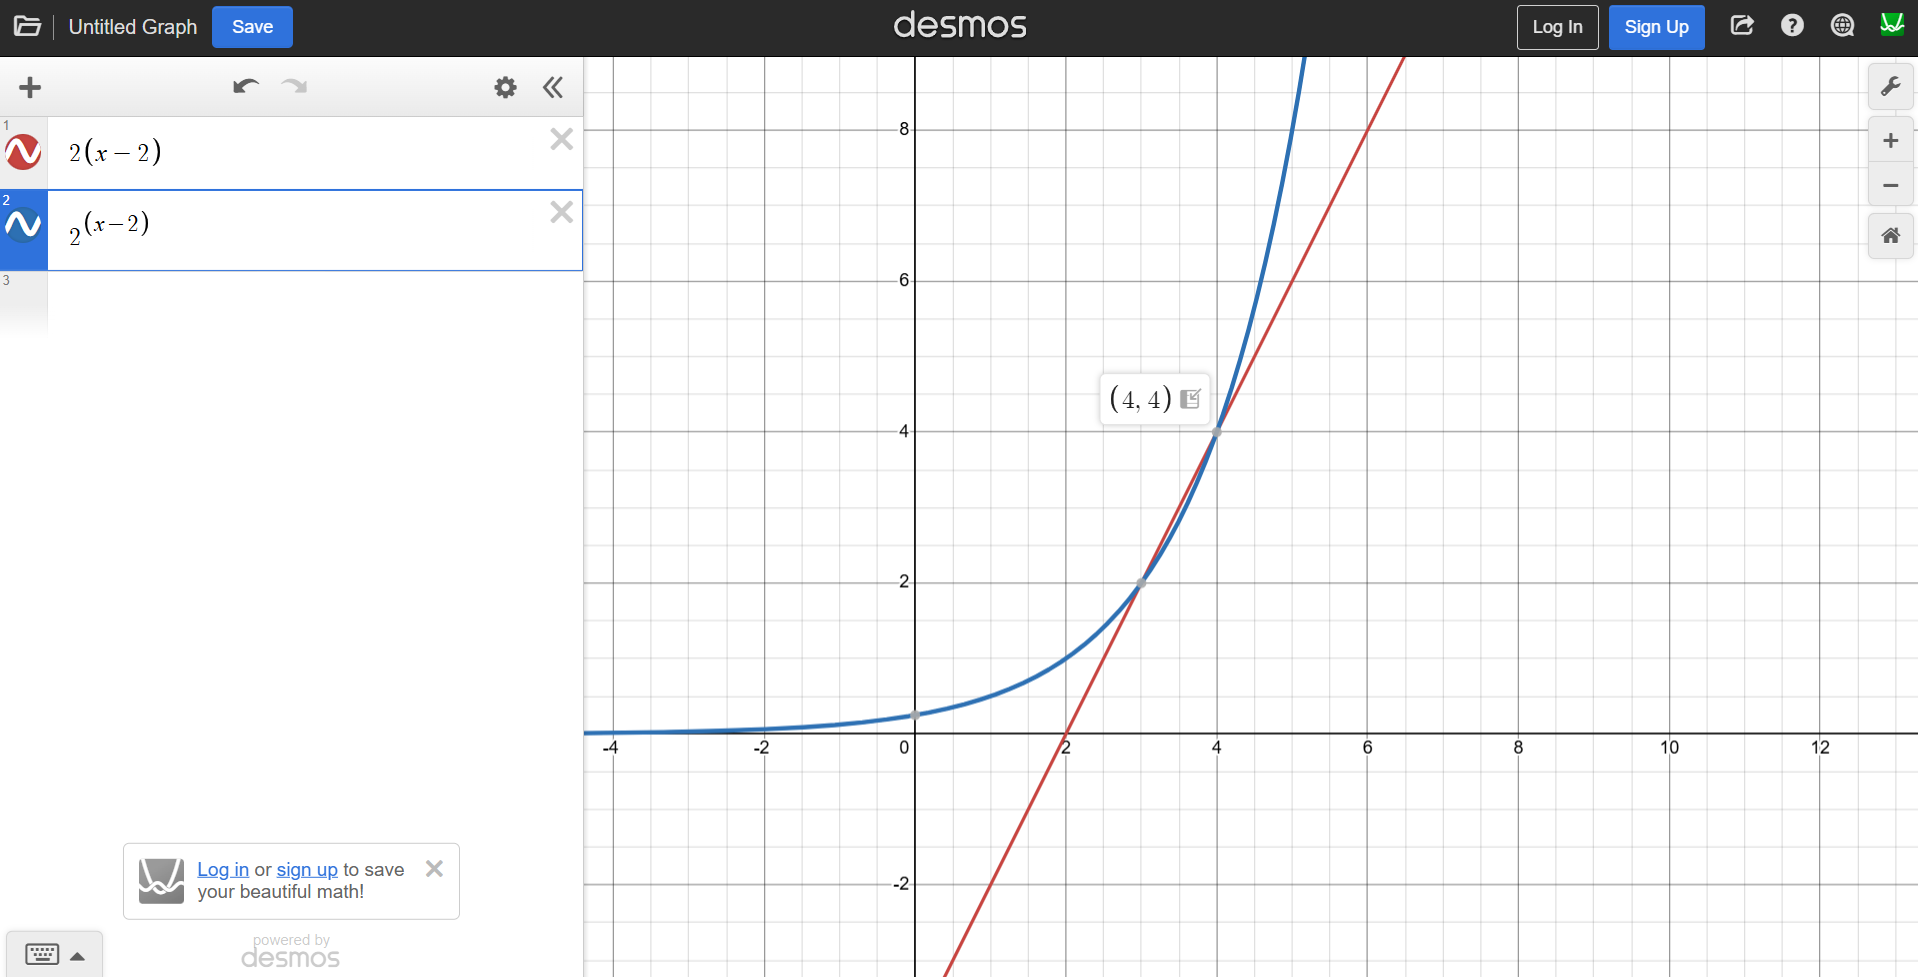 Untitled Graph
Save
desmos
Log In
Sign Up
1
2(x − 2)
2
2^(x−2)
3
8
6
(4, 4)
4
2
-4
-2
0
2
4
6
8
10
12
-2
Log in or sign up to save
your beautiful math!
powered by
desmos